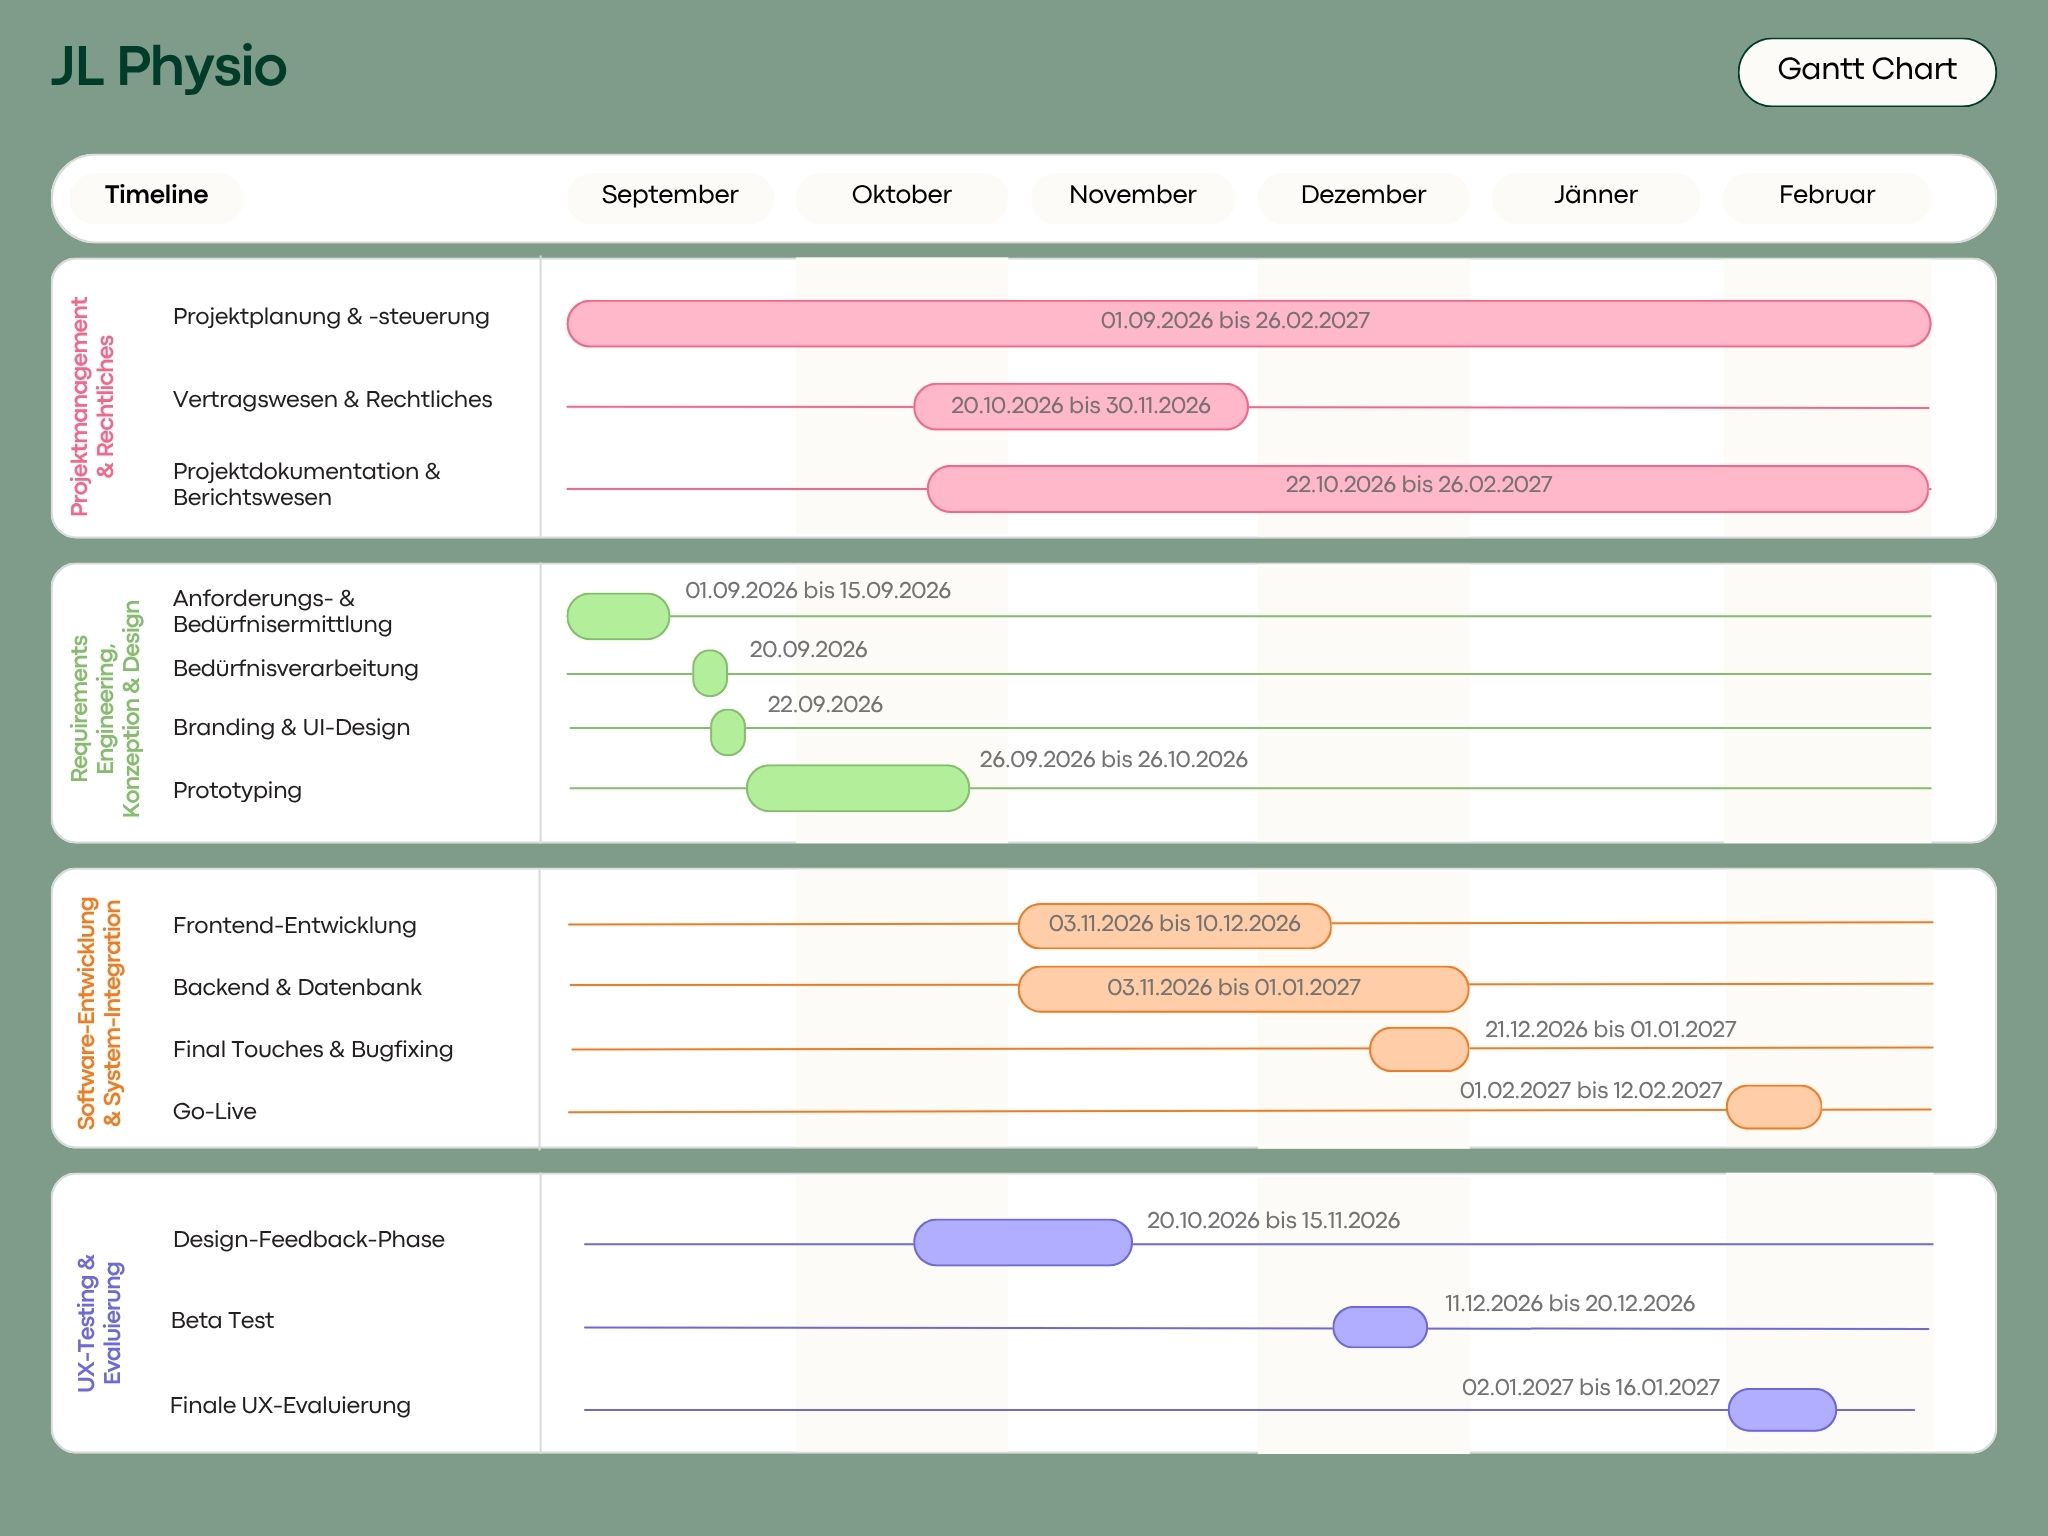 JL Physio
Gantt Chart
Timeline
September
Oktober
November
Dezember
Jänner
Februar
Projektmanagement
& Rechtliches
Projektplanung & -steuerung
01.09.2026 bis 26.02.2027
Vertragswesen & Rechtliches
20.10.2026 bis 30.11.2026
Projektdokumentation &
Berichtswesen
22.10.2026 bis 26.02.2027
Requirements
Engineering,
Konzeption & Design
Anforderungs- &
Bedürfnisermittlung
01.09.2026 bis 15.09.2026
Bedürfnisverarbeitung
20.09.2026
Branding & UI-Design
22.09.2026
Prototyping
26.09.2026 bis 26.10.2026
Software-Entwicklung
& System-Integration
Frontend-Entwicklung
03.11.2026 bis 10.12.2026
Backend & Datenbank
03.11.2026 bis 01.01.2027
Final Touches & Bugfixing
21.12.2026 bis 01.01.2027
Go-Live
01.02.2027 bis 12.02.2027
UX-Testing &
Evaluierung
Design-Feedback-Phase
20.10.2026 bis 15.11.2026
Beta Test
11.12.2026 bis 20.12.2026
Finale UX-Evaluierung
02.01.2027 bis 16.01.2027